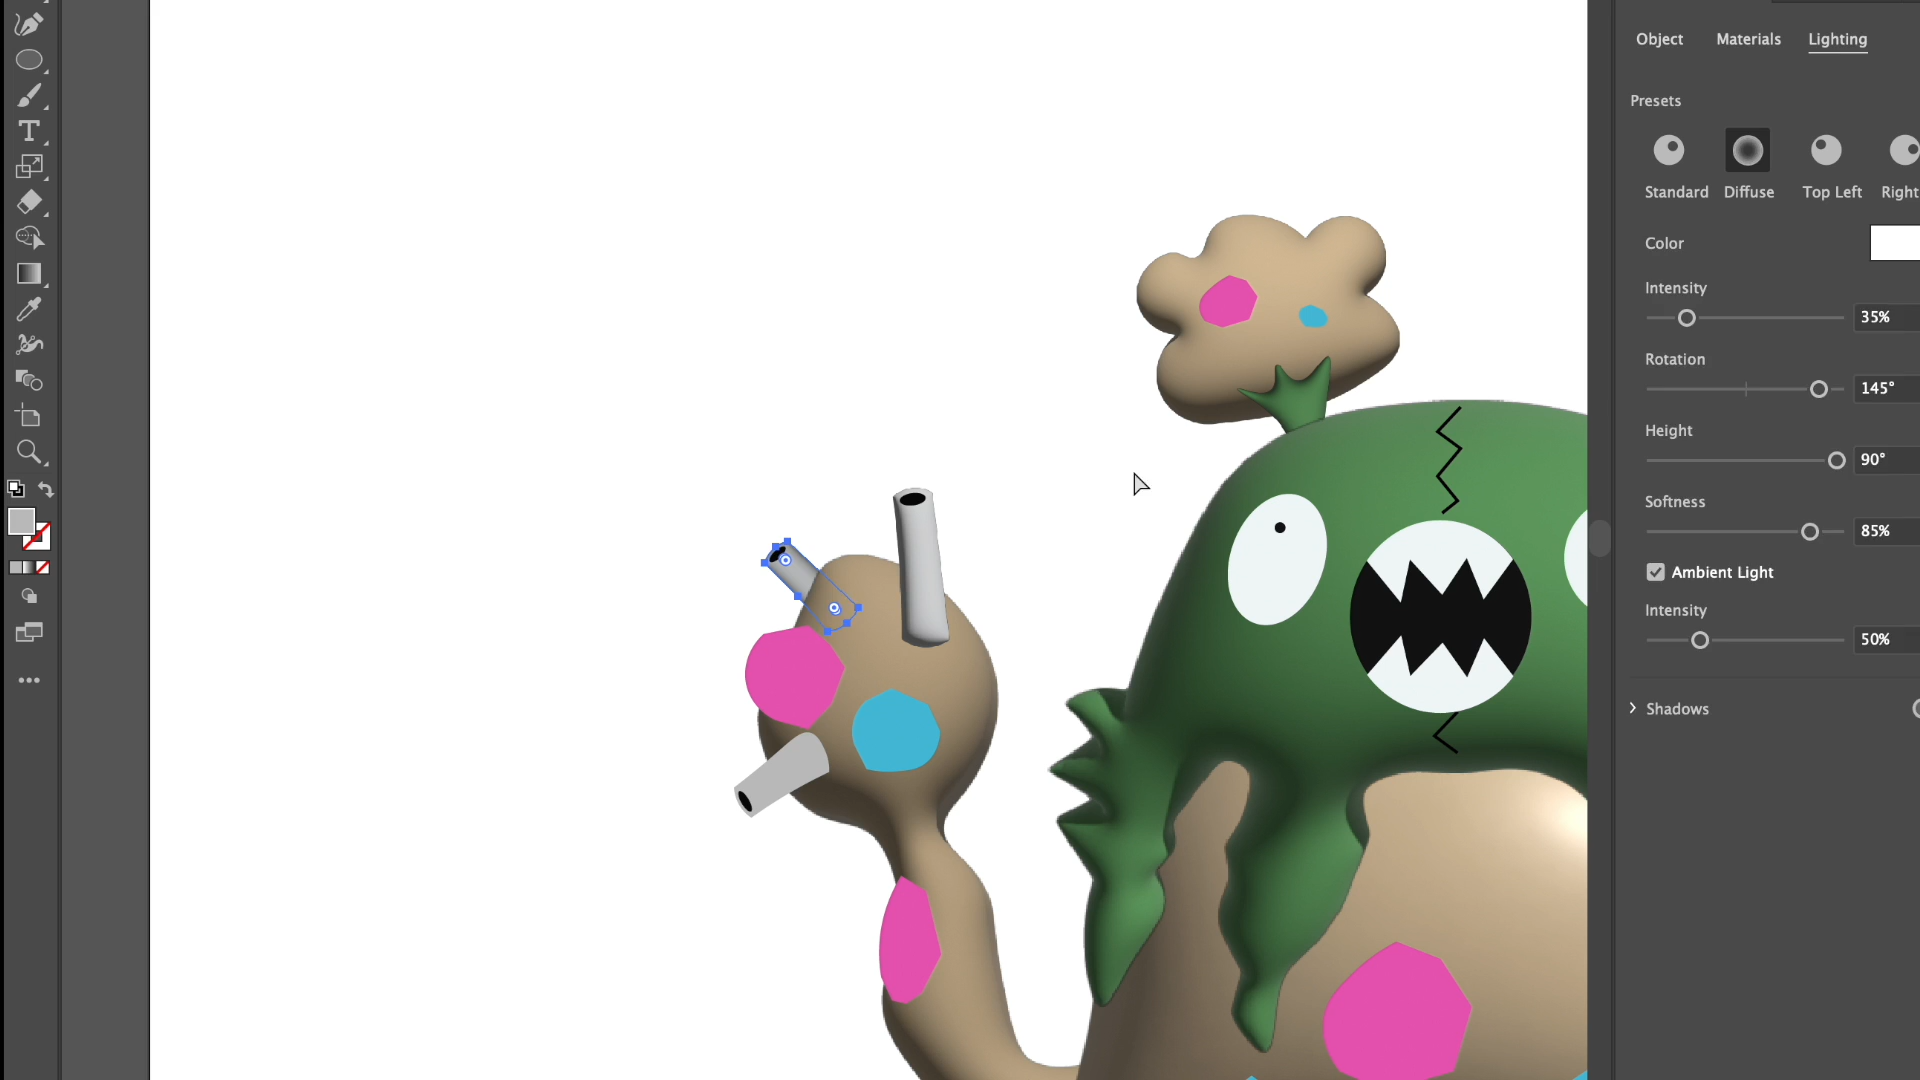 Object Materials Lighting
Presets
Standard Diffuse Top Left Right
Color
Intensity
35%
Rotation
145°
Height
90°
Softness
85%
Ambient Light
Intensity
50%
Shadows